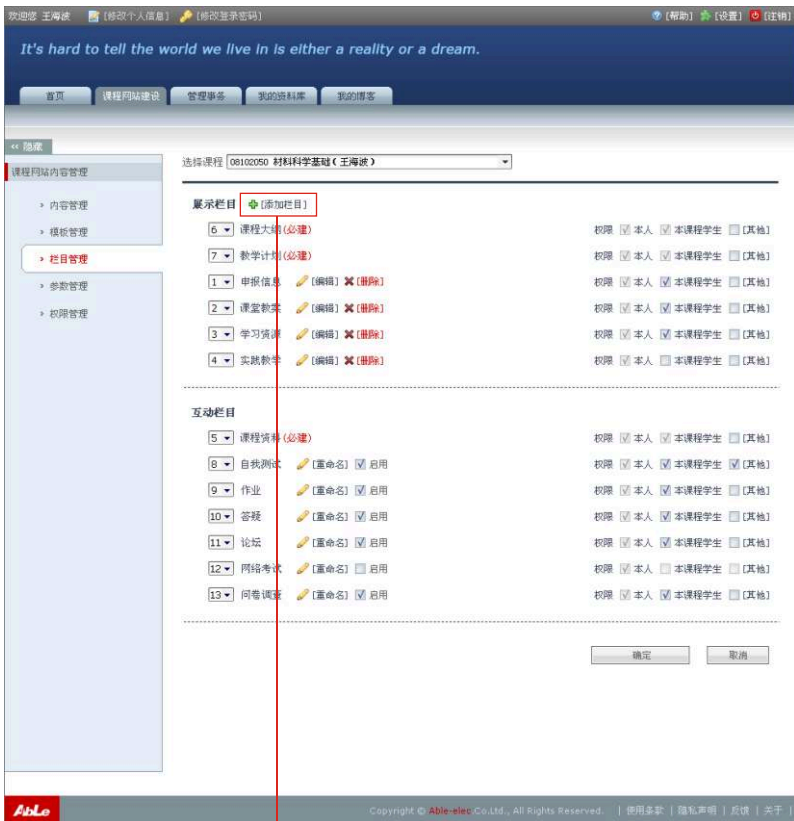 欢迎您 王海波 [修改个人信息] [修改登录密码] [帮助] [设置] [注销]
It's hard to tell the world we live in is either a reality or a dream.
首页 课程网站建设 管理事务 我的资料库 我的博客
<< 隐藏
课程网站内容管理
选择课程 08102050 材料科学基础(王海波)
› 内容管理
› 模板管理
› 栏目管理
› 参数管理
› 权限管理
展示栏目 [添加栏目]
6 课程大纲(必建) 权限 本人 本课程学生 [其他]
7 教学计划(必建) 权限 本人 本课程学生 [其他]
1 申报信息 [编辑] [删除] 权限 本人 本课程学生 [其他]
2 课堂教案 [编辑] [删除] 权限 本人 本课程学生 [其他]
3 学习资源 [编辑] [删除] 权限 本人 本课程学生 [其他]
4 实践教学 [编辑] [删除] 权限 本人 本课程学生 [其他]
互动栏目
5 课程资料(必建) 权限 本人 本课程学生 [其他]
8 自我测试 [重命名] 启用 权限 本人 本课程学生 [其他]
9 作业 [重命名] 启用 权限 本人 本课程学生 [其他]
10 答疑 [重命名] 启用 权限 本人 本课程学生 [其他]
11 论坛 [重命名] 启用 权限 本人 本课程学生 [其他]
12 网络考试 [重命名] 启用 权限 本人 本课程学生 [其他]
13 问卷调查 [重命名] 启用 权限 本人 本课程学生 [其他]
确定 取消
AbLe Copyright © Able-elec Co.Ltd., All Rights Reserved. | 使用条款 | 隐私声明 | 反馈 | 关于 |